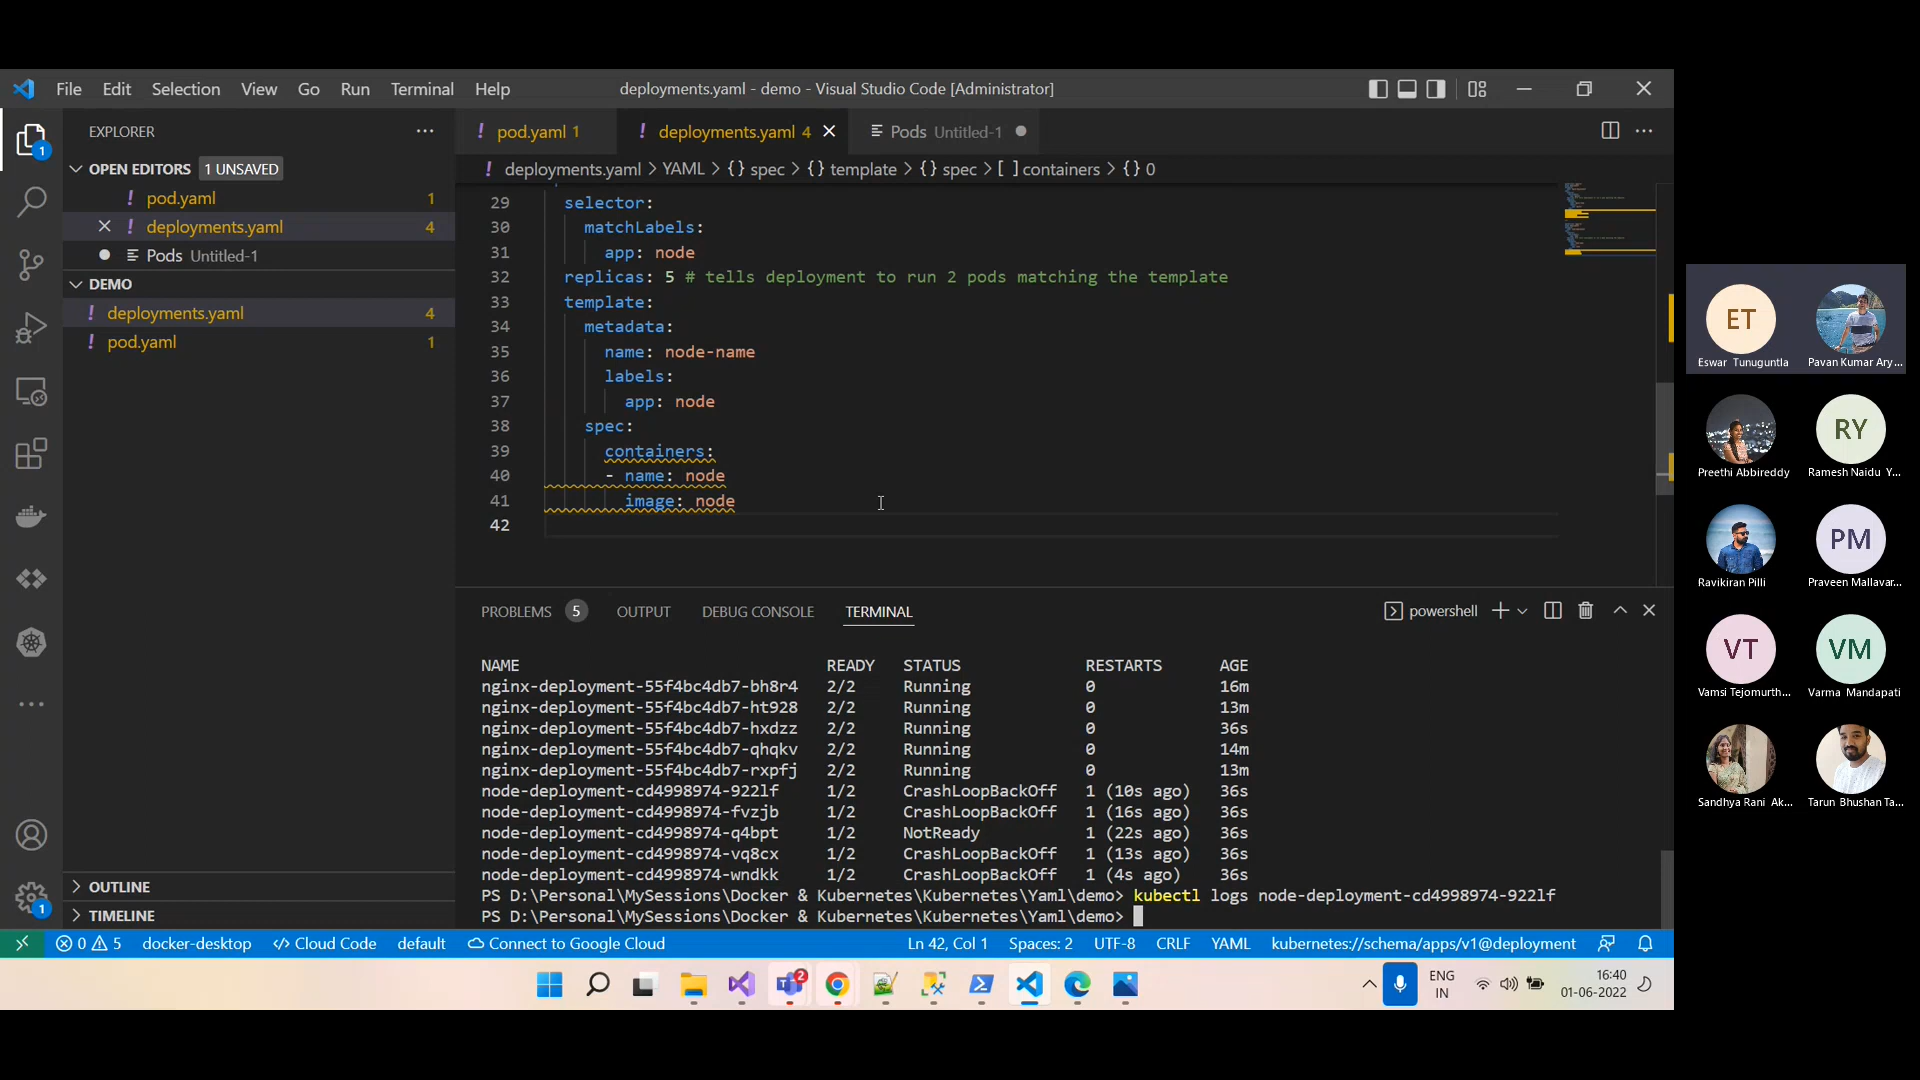 File Edit Selection View Go Run Terminal Help
deployments.yaml - demo - Visual Studio Code [Administrator]
EXPLORER
OPEN EDITORS 1 UNSAVED
! pod.yaml 1
! deployments.yaml 4
Pods Untitled-1
DEMO
! deployments.yaml 4
! pod.yaml 1
OUTLINE
TIMELINE
1
1
! pod.yaml 1
! deployments.yaml 4
Pods Untitled-1
! deployments.yaml > YAML > {} spec > {} template > {} spec > [ ] containers > {} 0
29 selector:
30 matchLabels:
31 app: node
32 replicas: 5 # tells deployment to run 2 pods matching the template
33 template:
34 metadata:
35 name: node-name
36 labels:
37 app: node
38 spec:
39 containers:
40 - name: node
41 image: node
42
PROBLEMS 5 OUTPUT DEBUG CONSOLE TERMINAL
powershell
NAME READY STATUS RESTARTS AGE
nginx-deployment-55f4bc4db7-bh8r4 2/2 Running 0 16m
nginx-deployment-55f4bc4db7-ht928 2/2 Running 0 13m
nginx-deployment-55f4bc4db7-hxdzz 2/2 Running 0 36s
nginx-deployment-55f4bc4db7-qhqkv 2/2 Running 0 14m
nginx-deployment-55f4bc4db7-rxpfj 2/2 Running 0 13m
node-deployment-cd4998974-922lf 1/2 CrashLoopBackOff 1 (10s ago) 36s
node-deployment-cd4998974-fvzjb 1/2 CrashLoopBackOff 1 (16s ago) 36s
node-deployment-cd4998974-q4bpt 1/2 NotReady 1 (22s ago) 36s
node-deployment-cd4998974-vq8cx 1/2 CrashLoopBackOff 1 (13s ago) 36s
node-deployment-cd4998974-wndkk 1/2 CrashLoopBackOff 1 (4s ago) 36s
PS D:\Personal\MySessions\Docker & Kubernetes\Kubernetes\Yaml\demo> kubectl logs node-deployment-cd4998974-922lf
PS D:\Personal\MySessions\Docker & Kubernetes\Kubernetes\Yaml\demo>
0 5 docker-desktop Cloud Code default Connect to Google Cloud Ln 42, Col 1 Spaces: 2 UTF-8 CRLF YAML kubernetes://schema/apps/v1@deployment
2
ENG
IN
16:40
01-06-2022
ET
Eswar Tunuguntla
Pavan Kumar Ary...
Preethi Abbireddy
RY
Ramesh Naidu Y...
Ravikiran Pilli
PM
Praveen Mallavar...
VT
Vamsi Tejomurth...
VM
Varma Mandapati
Sandhya Rani Ak...
Tarun Bhushan Ta...